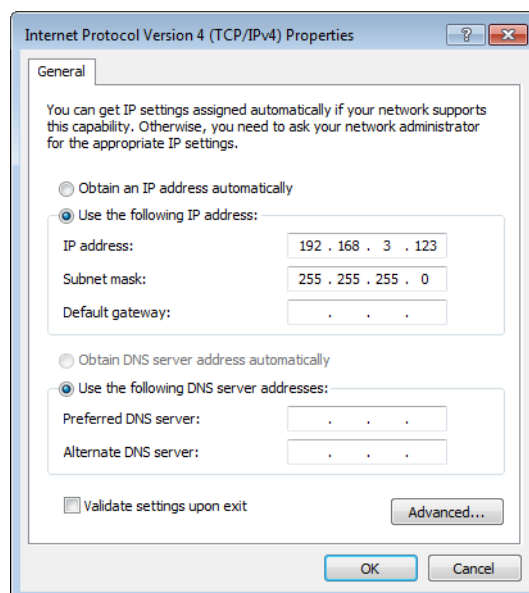 Internet Protocol Version 4 (TCP/IPv4) Properties
General
You can get IP settings assigned automatically if your network supports
this capability. Otherwise, you need to ask your network administrator
for the appropriate IP settings.
Obtain an IP address automatically
Use the following IP address:
IP address: 192 . 168 . 3 . 123
Subnet mask: 255 . 255 . 255 . 0
Default gateway: . . .
Obtain DNS server address automatically
Use the following DNS server addresses:
Preferred DNS server: . . .
Alternate DNS server: . . .
Validate settings upon exit
Advanced...
OK Cancel